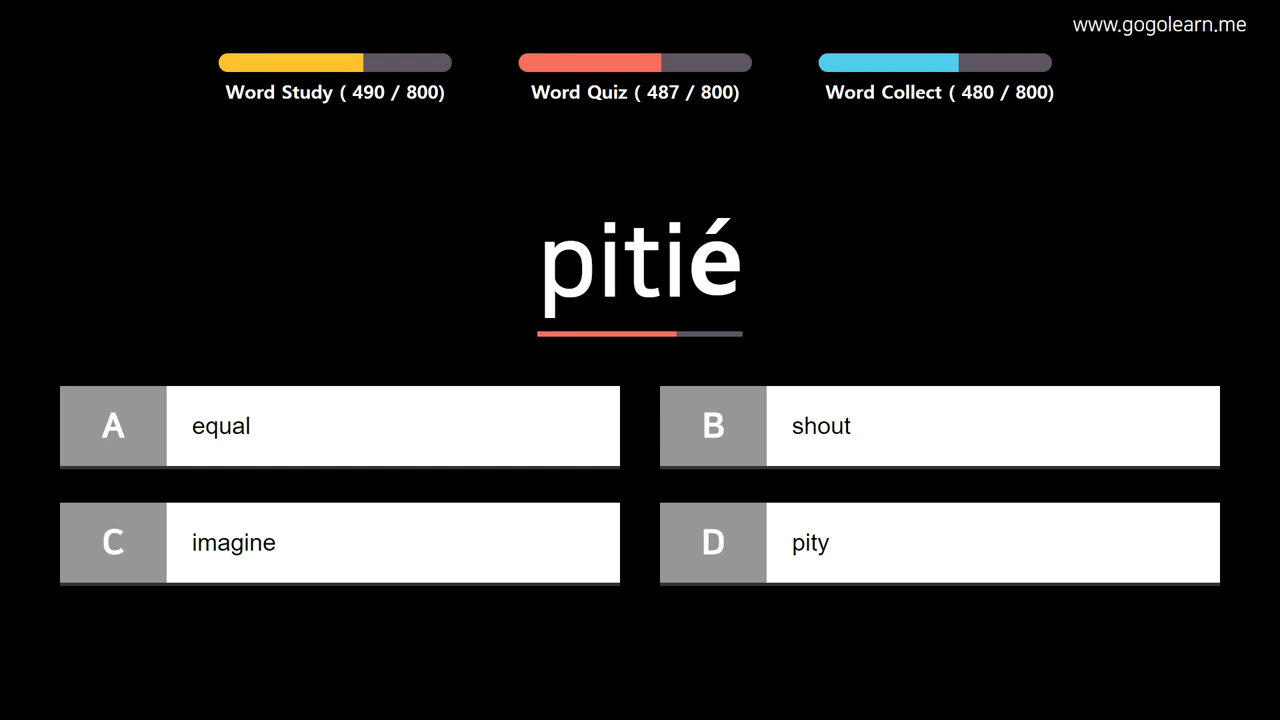 www.gogolearn.me
Word Study ( 490 / 800)
Word Quiz ( 487 / 800)
Word Collect ( 480 / 800)
pitié
A
equal
B
shout
C
imagine
D
pity